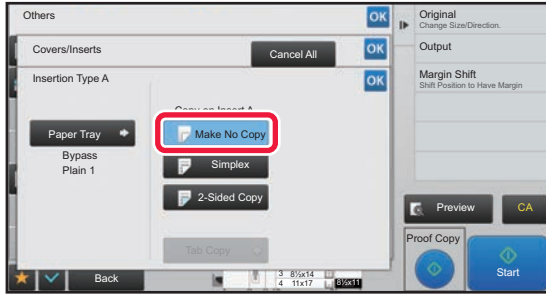 Others
OK
Covers/Inserts
Cancel All
OK
Insertion Type A
OK
Copy on Insert A
Paper Tray
Bypass
Plain 1
Make No Copy
Simplex
2-Sided Copy
Tab Copy
Back
3 8½x14
4 11x17
8½x11
Original
Change Size/Direction.
Output
Margin Shift
Shift Position to Have Margin
Preview
CA
Proof Copy
Start